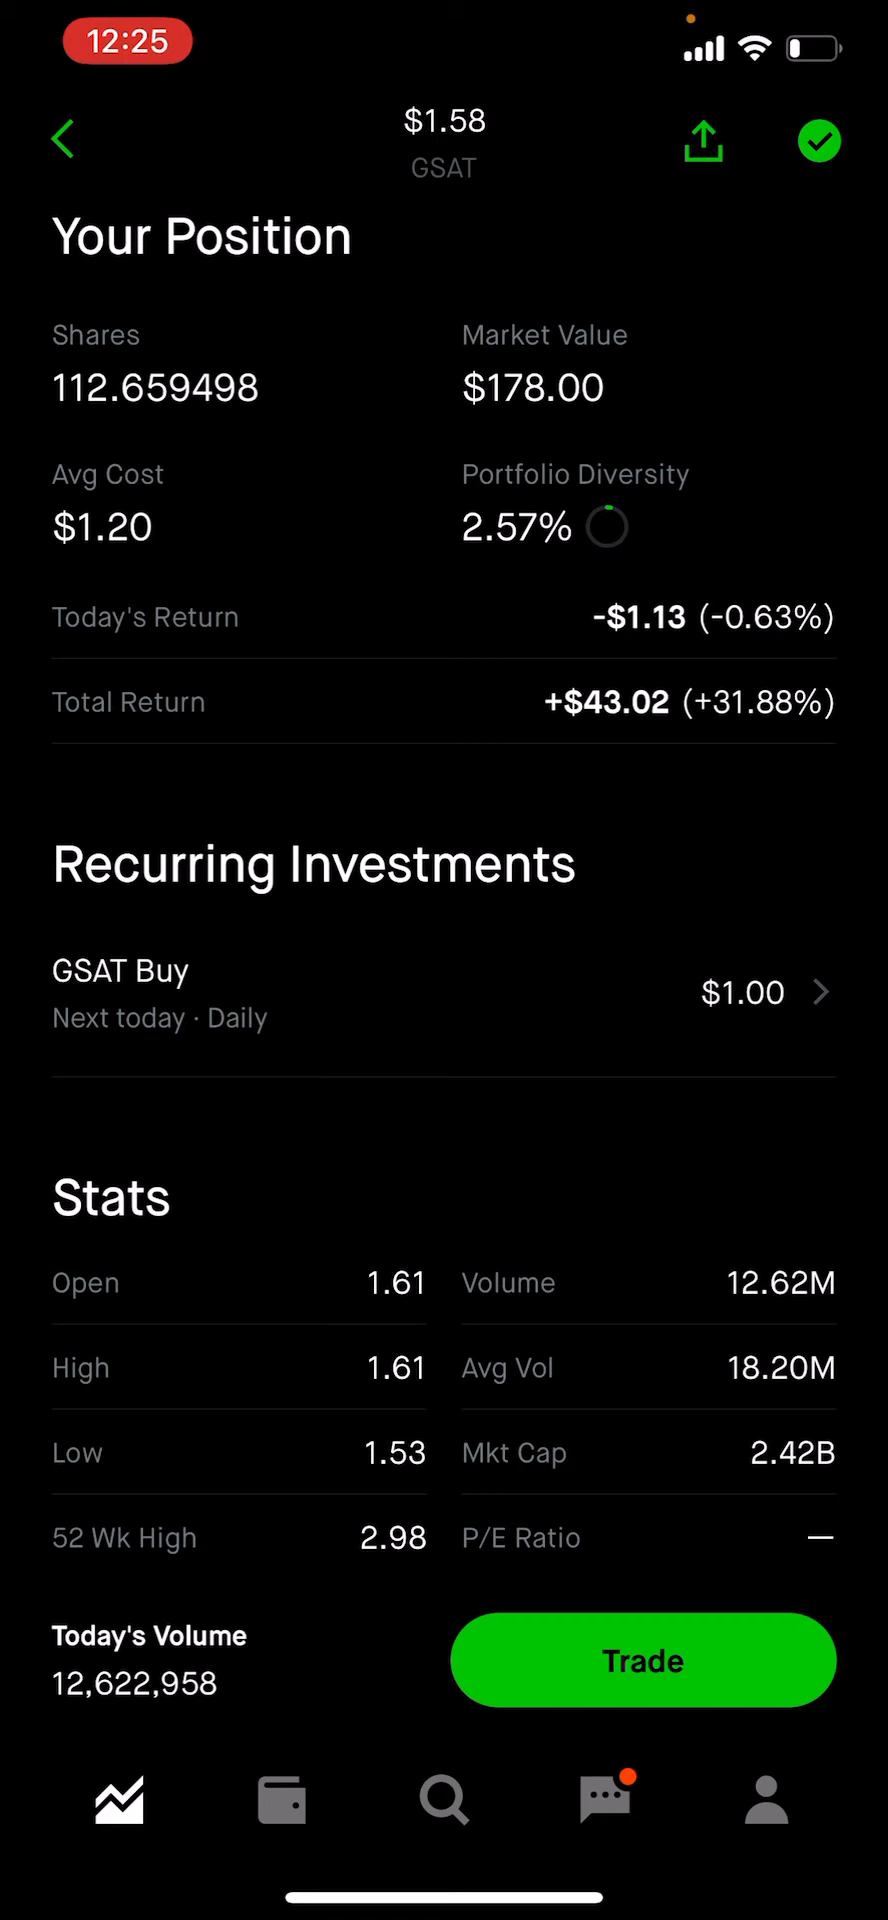 12:25
$1.58
GSAT
Your Position
Shares
Market Value
112.659498
$178.00
Avg Cost
Portfolio Diversity
$1.20
2.57%
Today's Return
-$1.13 (-0.63%)
Total Return
+$43.02 (+31.88%)
Recurring Investments
GSAT Buy
$1.00
Next today · Daily
Stats
Open 1.61
Volume 12.62M
High 1.61
Avg Vol 18.20M
Low 1.53
Mkt Cap 2.42B
52 Wk High 2.98
P/E Ratio —
Today's Volume
12,622,958
Trade